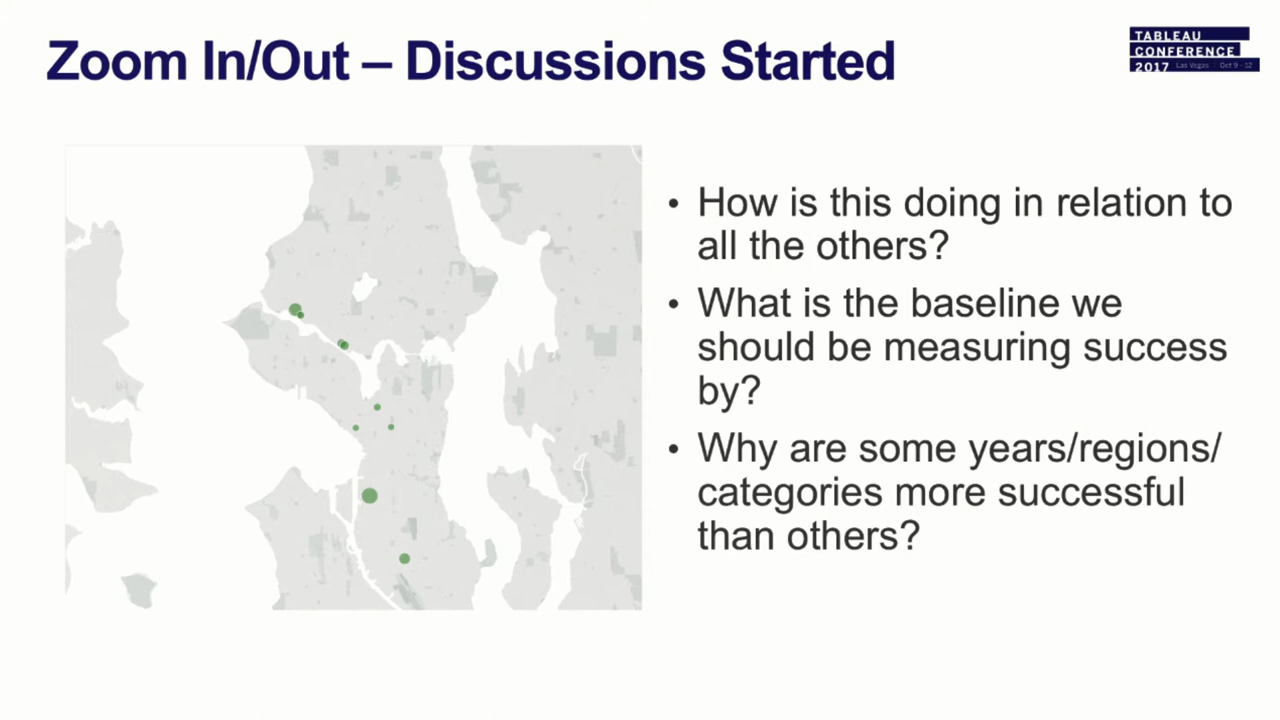 Zoom In/Out – Discussions Started
TABLEAU
CONFERENCE
2017 Las Vegas | Oct 9 - 12
• How is this doing in relation to
all the others?
• What is the baseline we
should be measuring success
by?
• Why are some years/regions/
categories more successful
than others?